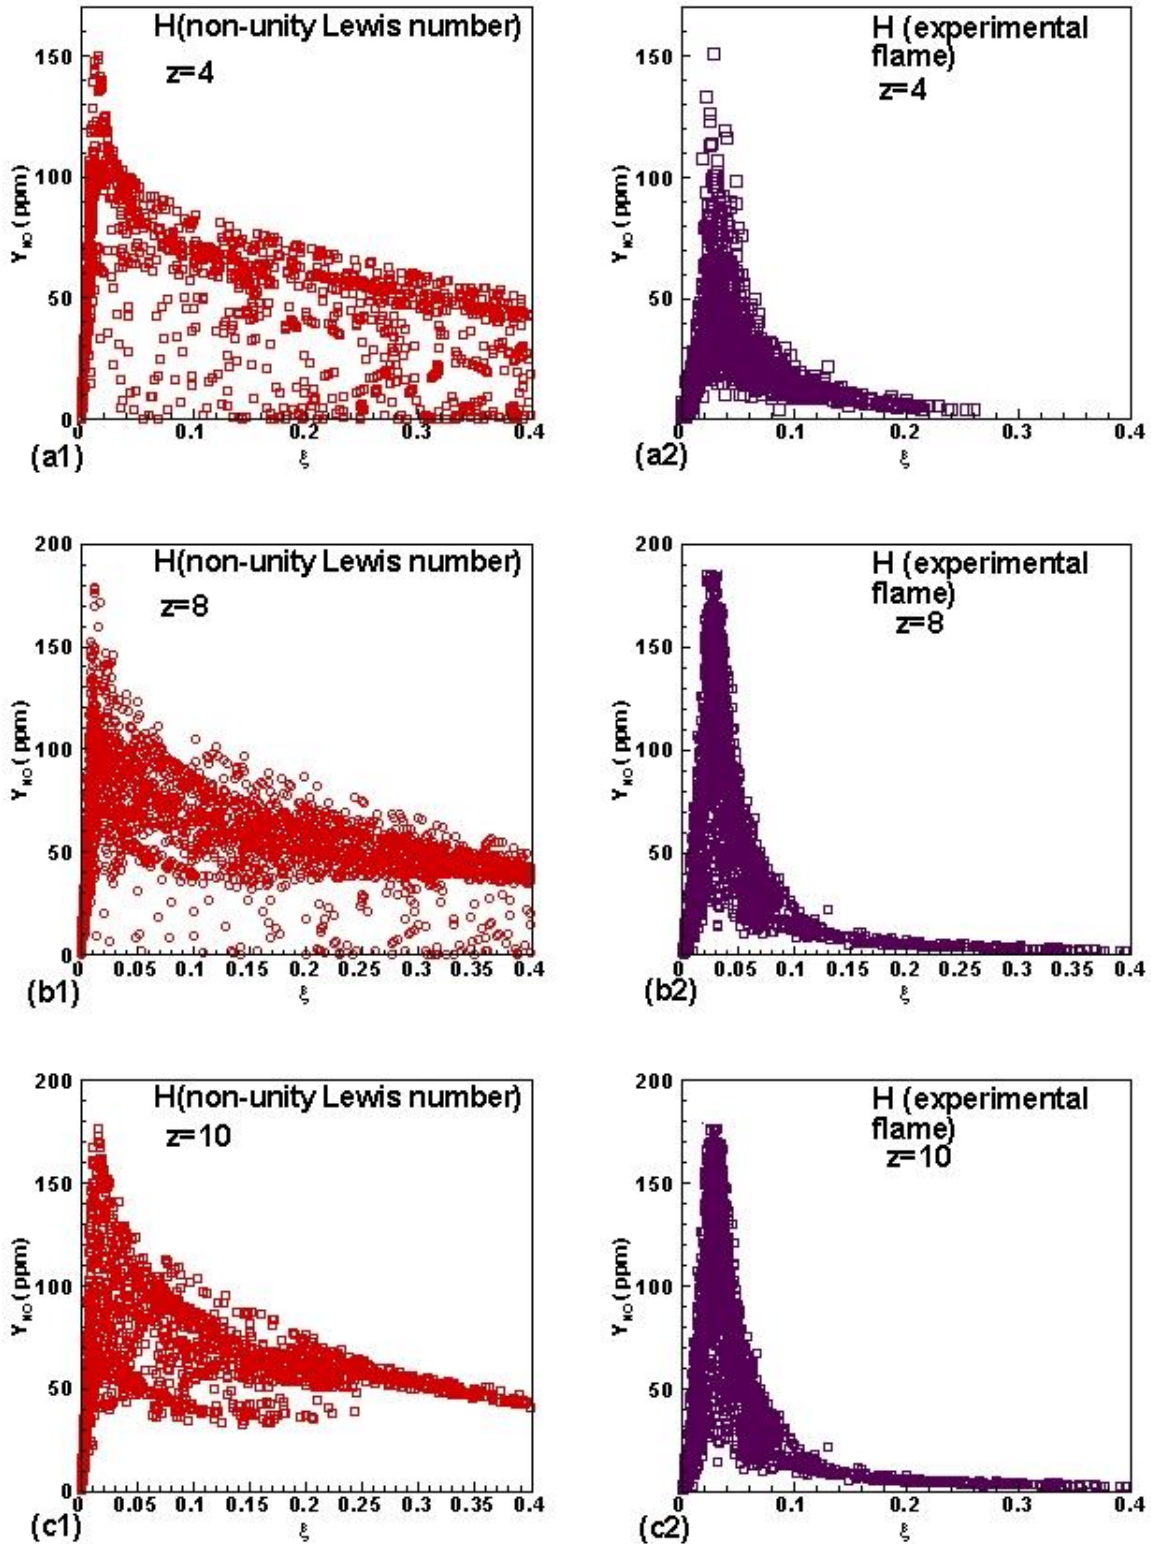 H(non-unity Lewis number)
z=4
150
100
50
0
Y_NO (ppm)
0 0.1 0.2 0.3 0.4
ξ
(a1)
H (experimental
flame)
z=4
150
100
50
Y_NO (ppm)
0 0.1 0.2 0.3 0.4
ξ
(a2)
H(non-unity Lewis number)
z=8
200
150
100
50
0
Y_NO (ppm)
0 0.05 0.1 0.15 0.2 0.25 0.3 0.35 0.4
ξ
(b1)
H (experimental
flame)
z=8
200
150
100
50
Y_NO (ppm)
0 0.05 0.1 0.15 0.2 0.25 0.3 0.35 0.4
ξ
(b2)
H(non-unity Lewis number)
z=10
200
150
100
50
0
Y_NO (ppm)
0 0.05 0.1 0.15 0.2 0.25 0.3 0.35 0.4
ξ
(c1)
H (experimental
flame)
z=10
200
150
100
50
Y_NO (ppm)
0 0.1 0.2 0.3 0.4
ξ
(c2)